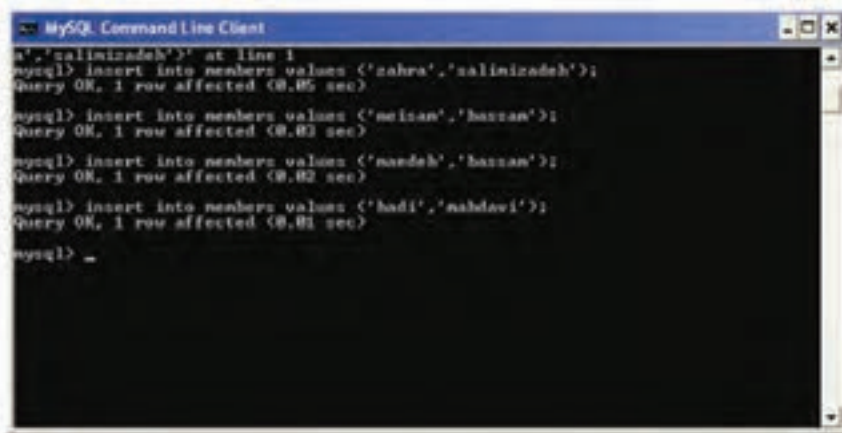 MySQL Command Line Client
a','salimizadeh')' at line 1
mysql> insert into members values ('zahra','salimizadeh');
Query OK, 1 row affected (0.05 sec)
mysql> insert into members values ('meisam','bassam');
Query OK, 1 row affected (0.03 sec)
mysql> insert into members values ('maedeh','bassam');
Query OK, 1 row affected (0.02 sec)
mysql> insert into members values ('hadi','mahdavi');
Query OK, 1 row affected (0.01 sec)
mysql> _